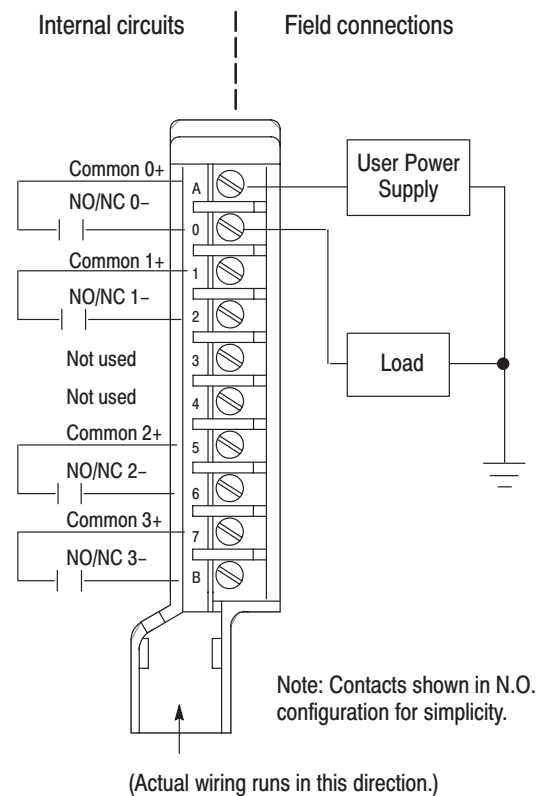 Internal circuits
Field connections
Common 0+
NO/NC 0–
Common 1+
NO/NC 1–
Not used
Not used
Common 2+
NO/NC 2–
Common 3+
NO/NC 3–
A
0
1
2
3
4
5
6
7
B
User Power
Supply
Load
Note: Contacts shown in N.O.
configuration for simplicity.
(Actual wiring runs in this direction.)